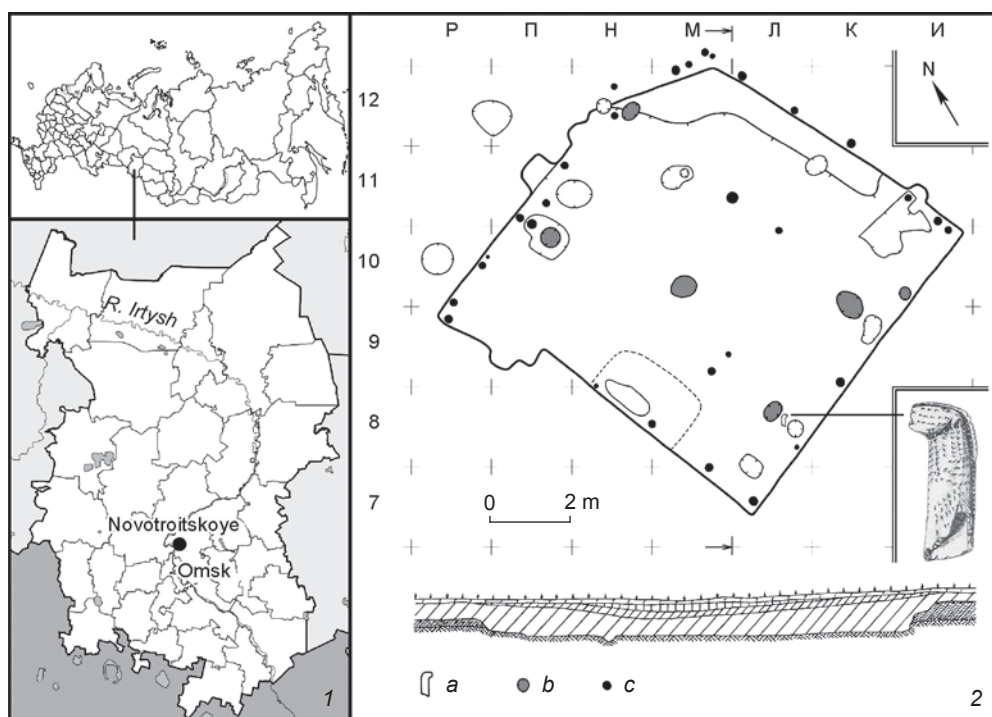 R. Irtysh
Novotroitskoye
Omsk
1
Р П Н М Л К И
12
11
10
9
8
7
N
0 2 m
a b c
2